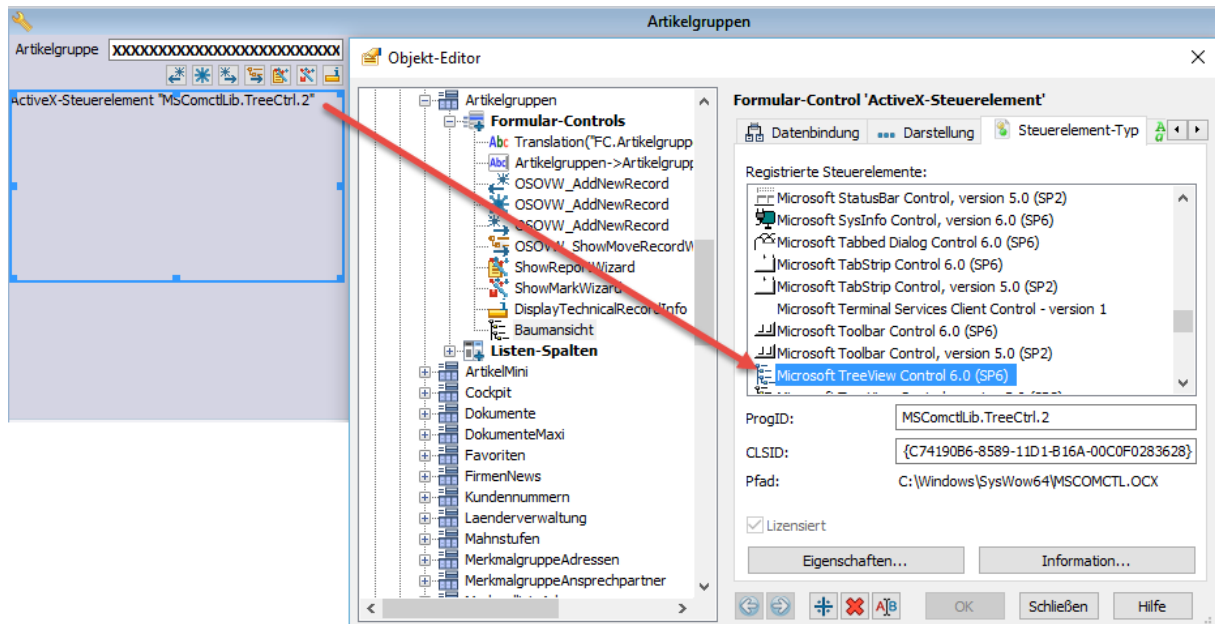 Artikelgruppen
Artikelgruppe XXXXXXXXXXXXXXXXXXXXXXXXXX
ActiveX-Steuerelement "MSComctlLib.TreeCtrl.2"
Objekt-Editor
Artikelgruppen
Formular-Controls
Abc Translation("FC.Artikelgrupp
Abc Artikelgruppen->Artikelgrupp
OSOVW_AddNewRecord
OSOVW_AddNewRecord
OSOVW_AddNewRecord
OSOVW_ShowMoveRecordW
ShowReportWizard
ShowMarkWizard
DisplayTechnicalRecordInfo
Baumansicht
Listen-Spalten
ArtikelMini
Cockpit
Dokumente
DokumenteMaxi
Favoriten
FirmenNews
Kundennummern
Laenderverwaltung
Mahnstufen
MerkmalgruppeAdressen
MerkmalgruppeAnsprechpartner
Formular-Control 'ActiveX-Steuerelement'
Datenbindung Darstellung Steuerelement-Typ
Registrierte Steuerelemente:
Microsoft StatusBar Control, version 5.0 (SP2)
Microsoft SysInfo Control, version 6.0 (SP6)
Microsoft Tabbed Dialog Control 6.0 (SP6)
Microsoft TabStrip Control 6.0 (SP6)
Microsoft TabStrip Control, version 5.0 (SP2)
Microsoft Terminal Services Client Control - version 1
Microsoft Toolbar Control 6.0 (SP6)
Microsoft Toolbar Control, version 5.0 (SP2)
Microsoft TreeView Control 6.0 (SP6)
ProgID: MSComctlLib.TreeCtrl.2
CLSID: {C74190B6-8589-11D1-B16A-00C0F0283628}
Pfad: C:\Windows\SysWow64\MSCOMCTL.OCX
Lizensiert
Eigenschaften... Information...
OK Schließen Hilfe